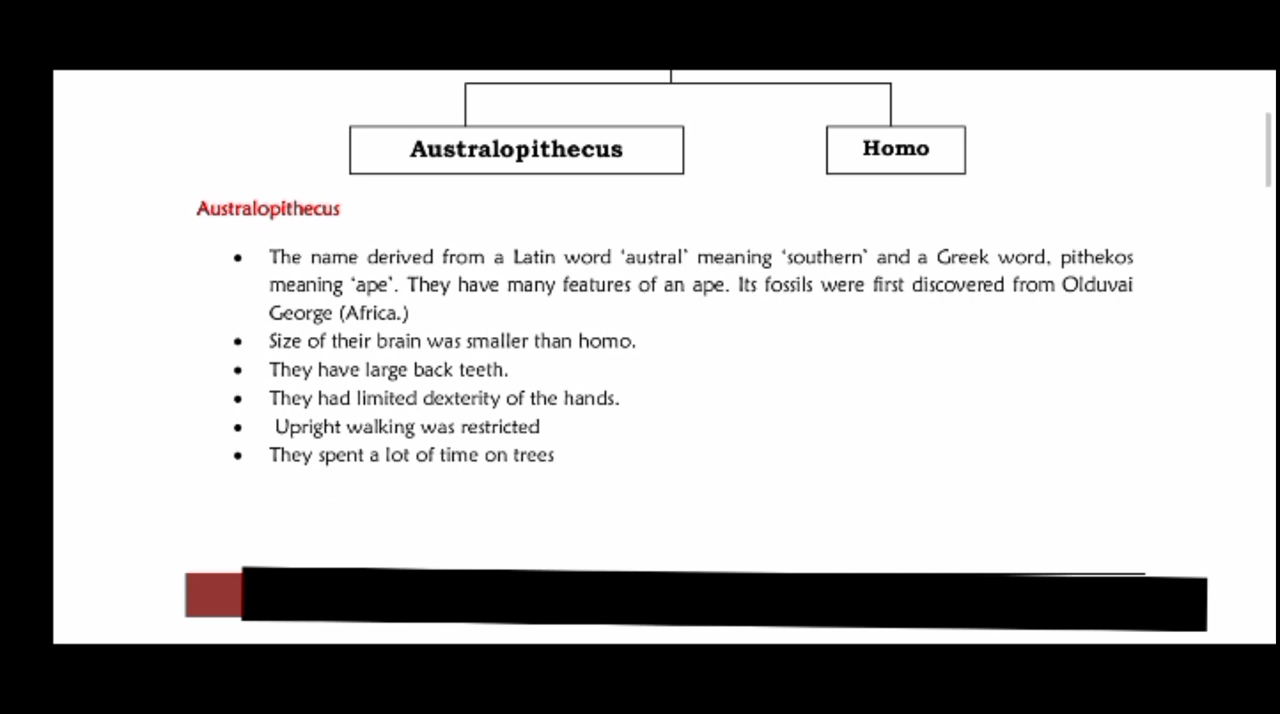 Australopithecus
Homo
Australopithecus
• The name derived from a Latin word ‘austral’ meaning ‘southern’ and a Greek word, pithekos
meaning ‘ape’. They have many features of an ape. Its fossils were first discovered from Olduvai
George (Africa.)
• Size of their brain was smaller than homo.
• They have large back teeth.
• They had limited dexterity of the hands.
• Upright walking was restricted
• They spent a lot of time on trees